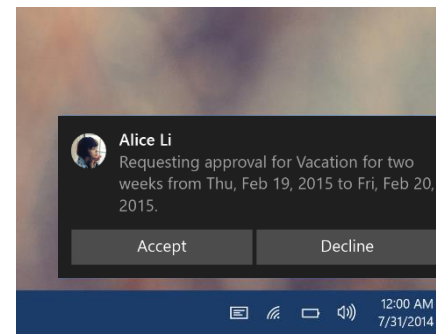 Alice Li
Requesting approval for Vacation for two
weeks from Thu, Feb 19, 2015 to Fri, Feb 20,
2015.
Accept Decline
12:00 AM
7/31/2014